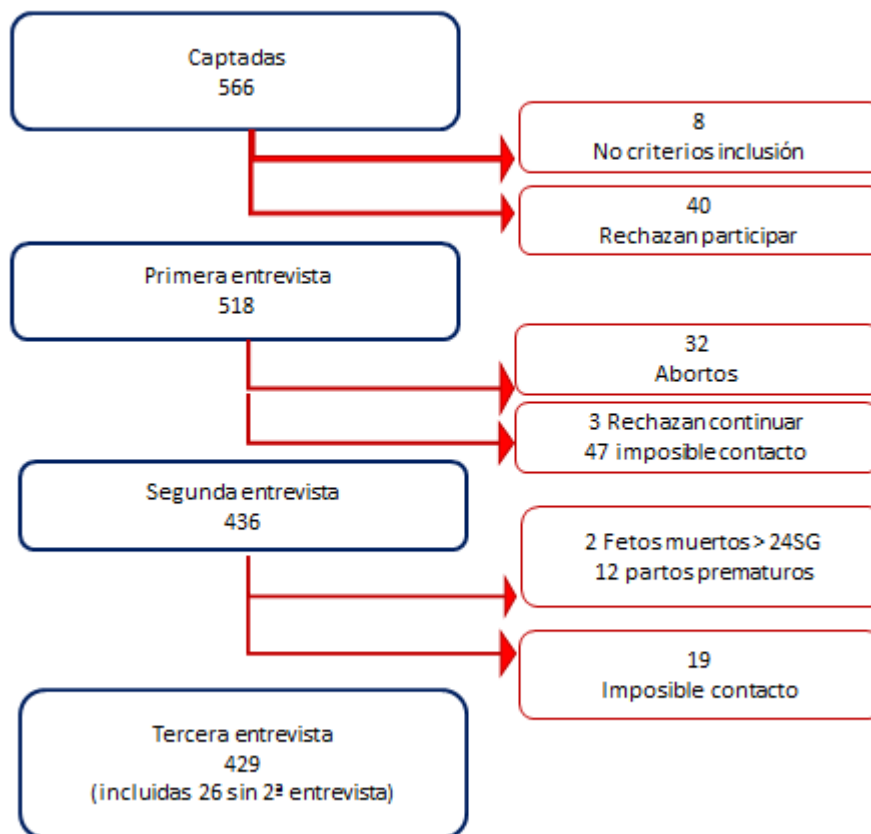 Captadas
566
8
No criterios inclusión
40
Rechazan participar
Primera entrevista
518
32
Abortos
3 Rechazan continuar
47 imposible contacto
Segunda entrevista
436
2 Fetos muertos > 24SG
12 partos prematuros
19
Imposible contacto
Tercera entrevista
429
(incluidas 26 sin 2ª entrevista)